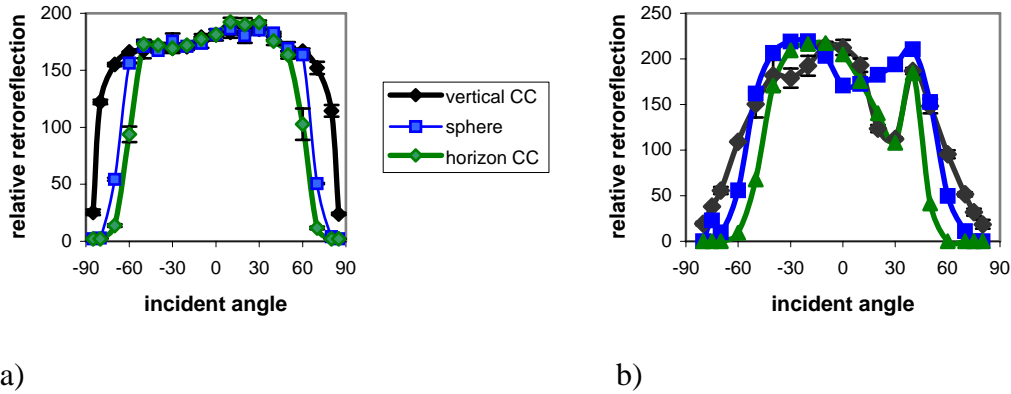 200
150
100
50
0
-90 -60 -30 0 30 60 90
relative retroreflection
incident angle
vertical CC
sphere
horizon CC
250
200
150
100
50
0
-90 -60 -30 0 30 60 90
relative retroreflection
incident angle
a)
b)